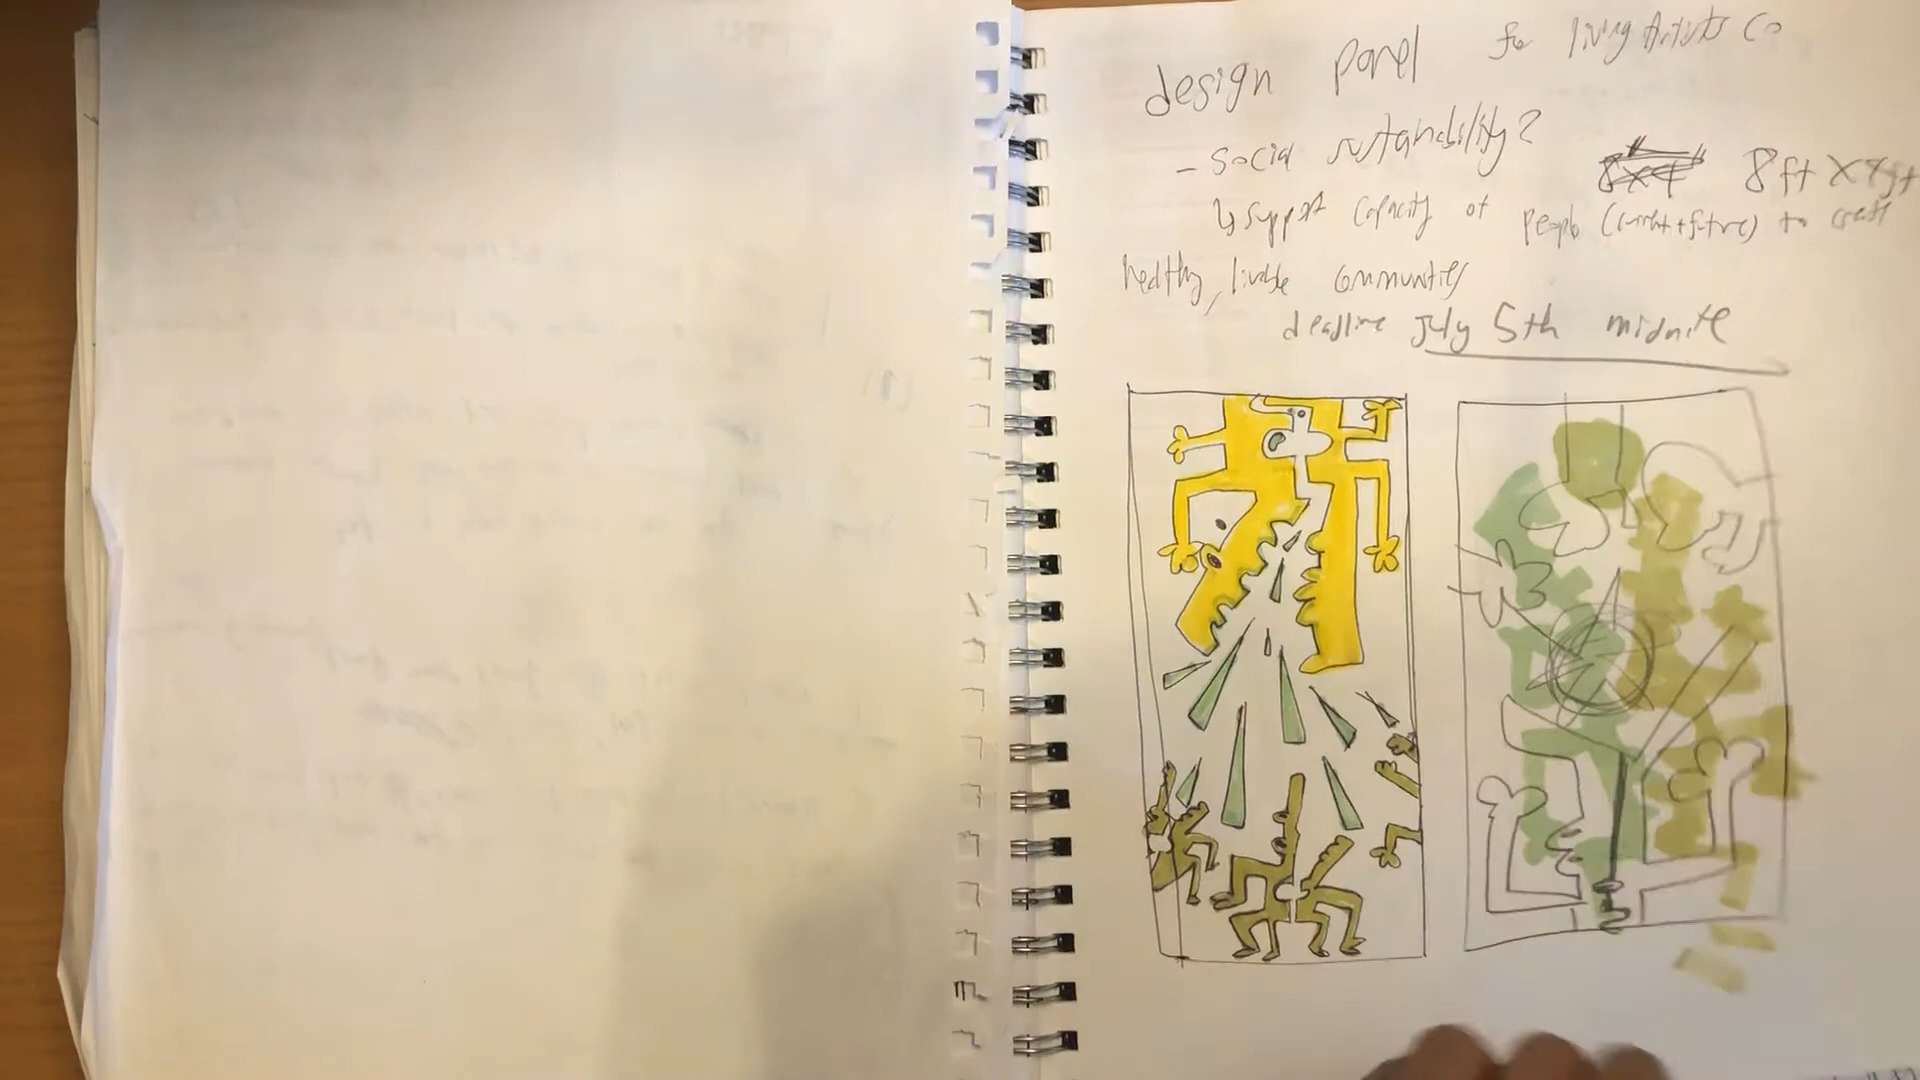 design panel for living Artists Co
- Social sustainability?
8x4 8ft x 4ft
↳ support capacity of people (current + future) to create
healthy, livable communities
deadline July 5th midnite